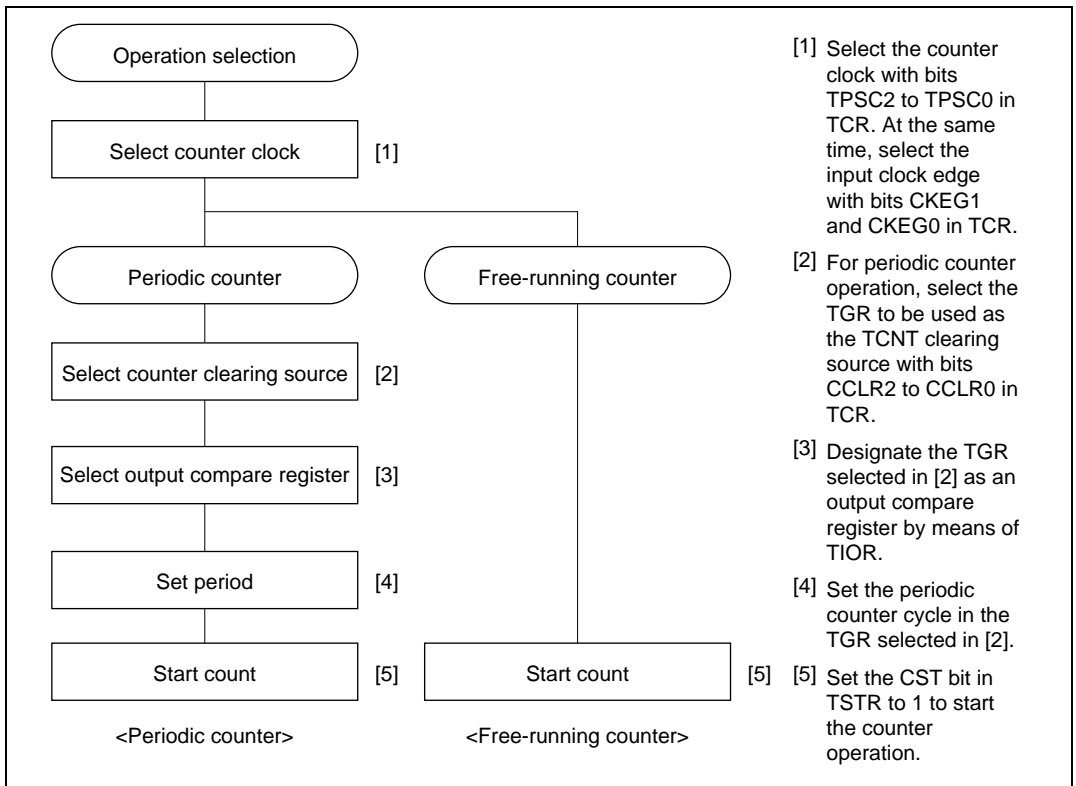 Operation selection
Select counter clock [1]
Periodic counter
Free-running counter
Select counter clearing source [2]
Select output compare register [3]
Set period [4]
Start count [5]
Start count [5]
<Periodic counter>
<Free-running counter>
[1] Select the counter
clock with bits
TPSC2 to TPSC0 in
TCR. At the same
time, select the
input clock edge
with bits CKEG1
and CKEG0 in TCR.
[2] For periodic counter
operation, select the
TGR to be used as
the TCNT clearing
source with bits
CCLR2 to CCLR0 in
TCR.
[3] Designate the TGR
selected in [2] as an
output compare
register by means of
TIOR.
[4] Set the periodic
counter cycle in the
TGR selected in [2].
[5] Set the CST bit in
TSTR to 1 to start
the counter
operation.